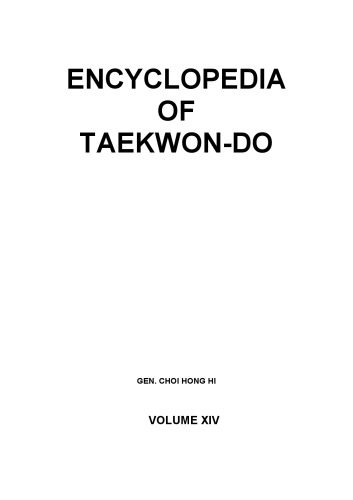 ENCYCLOPEDIA
OF
TAEKWON-DO
GEN. CHOI HONG HI
VOLUME XIV